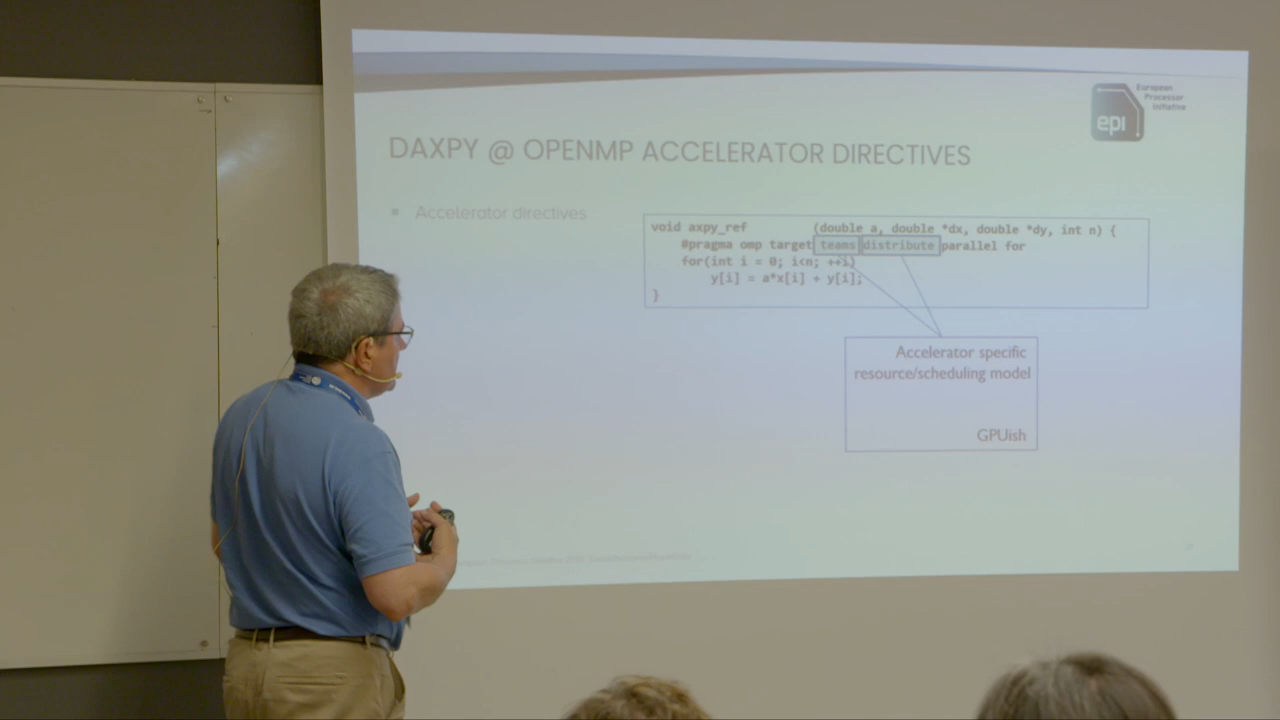 European
Processor
Initiative
epi
DAXPY @ OPENMP ACCELERATOR DIRECTIVES
▪ Accelerator directives
void axpy_ref (double a, double *dx, double *dy, int n) {
#pragma omp target teams distribute parallel for
for(int i = 0; i<n; ++i)
y[i] = a*x[i] + y[i];
}
Accelerator specific
resource/scheduling model
GPUish